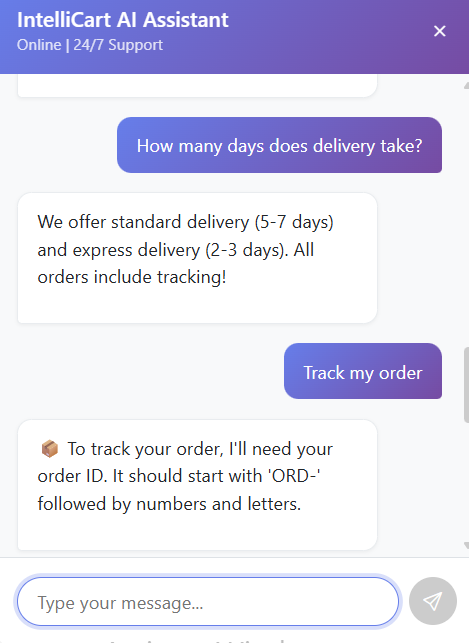 IntelliCart AI Assistant
Online | 24/7 Support
How many days does delivery take?
We offer standard delivery (5-7 days)
and express delivery (2-3 days). All
orders include tracking!
Track my order
📦 To track your order, I'll need your
order ID. It should start with 'ORD-'
followed by numbers and letters.
Type your message...